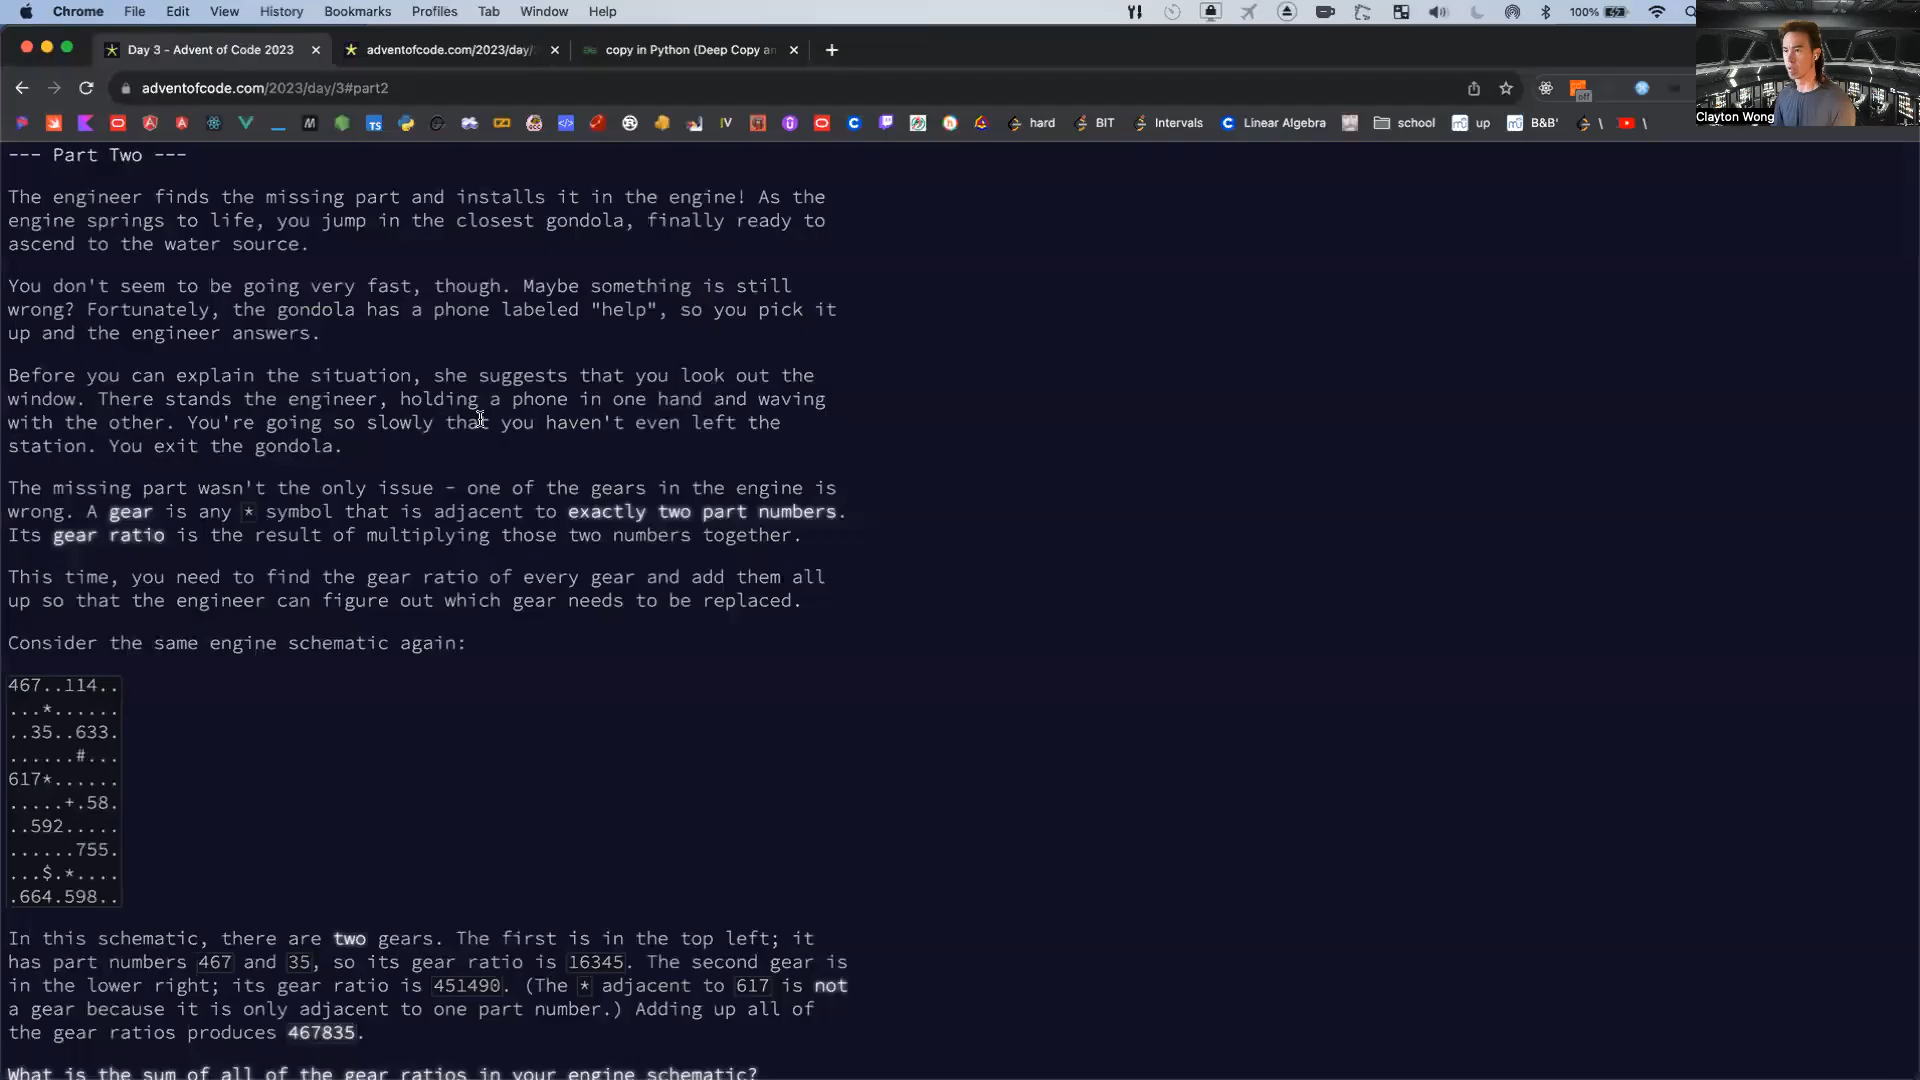 Chrome File Edit View History Bookmarks Profiles Tab Window Help 100%
Day 3 - Advent of Code 2023
adventofcode.com/2023/day/
copy in Python (Deep Copy an
adventofcode.com/2023/day/3#part2
off
Clayton Wong
IV hard BIT Intervals Linear Algebra school up B&B' \ \
--- Part Two ---
The engineer finds the missing part and installs it in the engine! As the
engine springs to life, you jump in the closest gondola, finally ready to
ascend to the water source.
You don't seem to be going very fast, though. Maybe something is still
wrong? Fortunately, the gondola has a phone labeled "help", so you pick it
up and the engineer answers.
Before you can explain the situation, she suggests that you look out the
window. There stands the engineer, holding a phone in one hand and waving
with the other. You're going so slowly that you haven't even left the
station. You exit the gondola.
The missing part wasn't the only issue - one of the gears in the engine is
wrong. A gear is any * symbol that is adjacent to exactly two part numbers.
Its gear ratio is the result of multiplying those two numbers together.
This time, you need to find the gear ratio of every gear and add them all
up so that the engineer can figure out which gear needs to be replaced.
Consider the same engine schematic again:
467..114..
...*......
..35..633.
......#...
617*......
.....+.58.
..592.....
......755.
...$.*....
.664.598..
In this schematic, there are two gears. The first is in the top left; it
has part numbers 467 and 35, so its gear ratio is 16345. The second gear is
in the lower right; its gear ratio is 451490. (The * adjacent to 617 is not
a gear because it is only adjacent to one part number.) Adding up all of
the gear ratios produces 467835.
What is the sum of all of the gear ratios in your engine schematic?